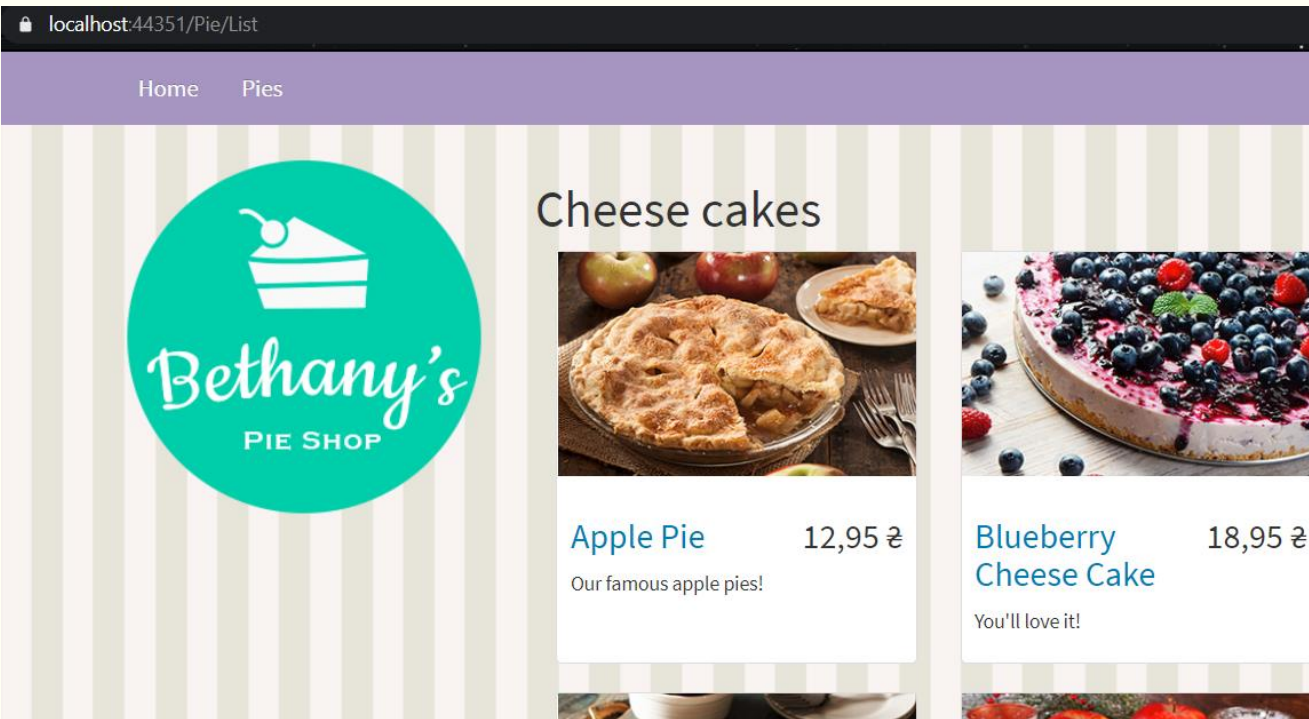 localhost:44351/Pie/List
Home Pies
Bethany's
PIE SHOP
Cheese cakes
Apple Pie 12,95 ₴
Our famous apple pies!
Blueberry 18,95 ₴
Cheese Cake
You'll love it!